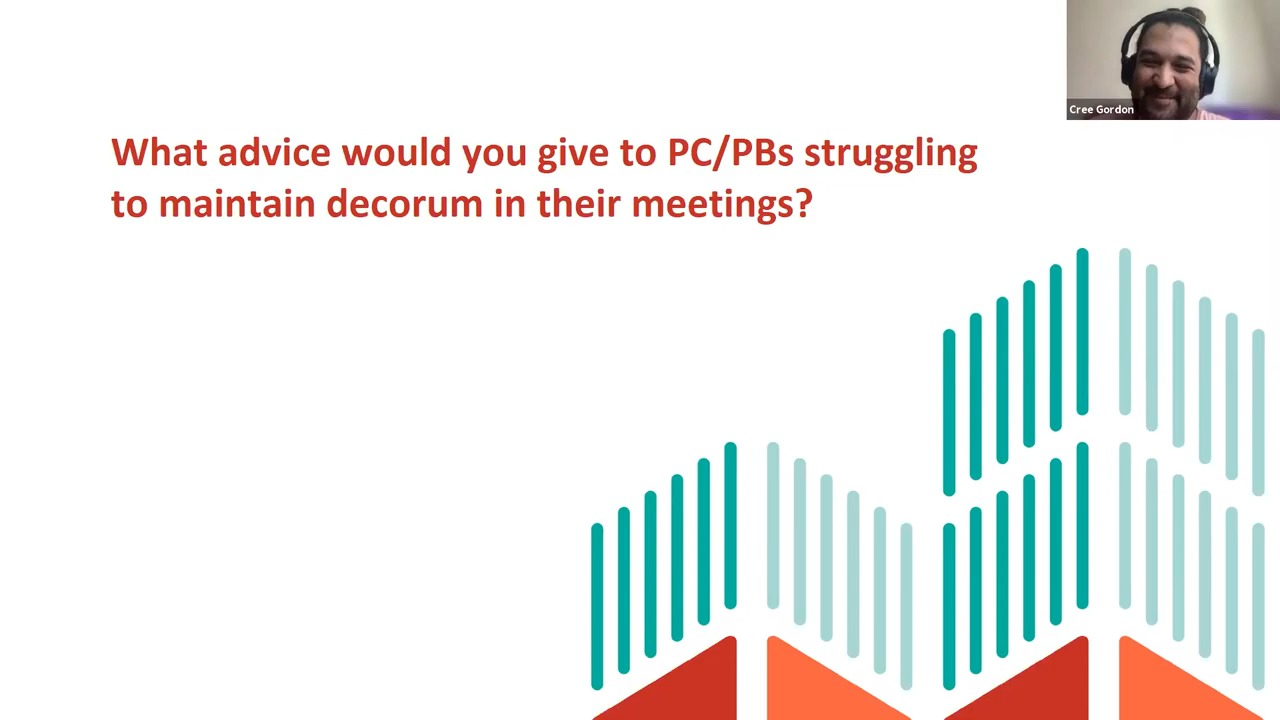 What advice would you give to PC/PBs struggling
to maintain decorum in their meetings?
Cree Gordon